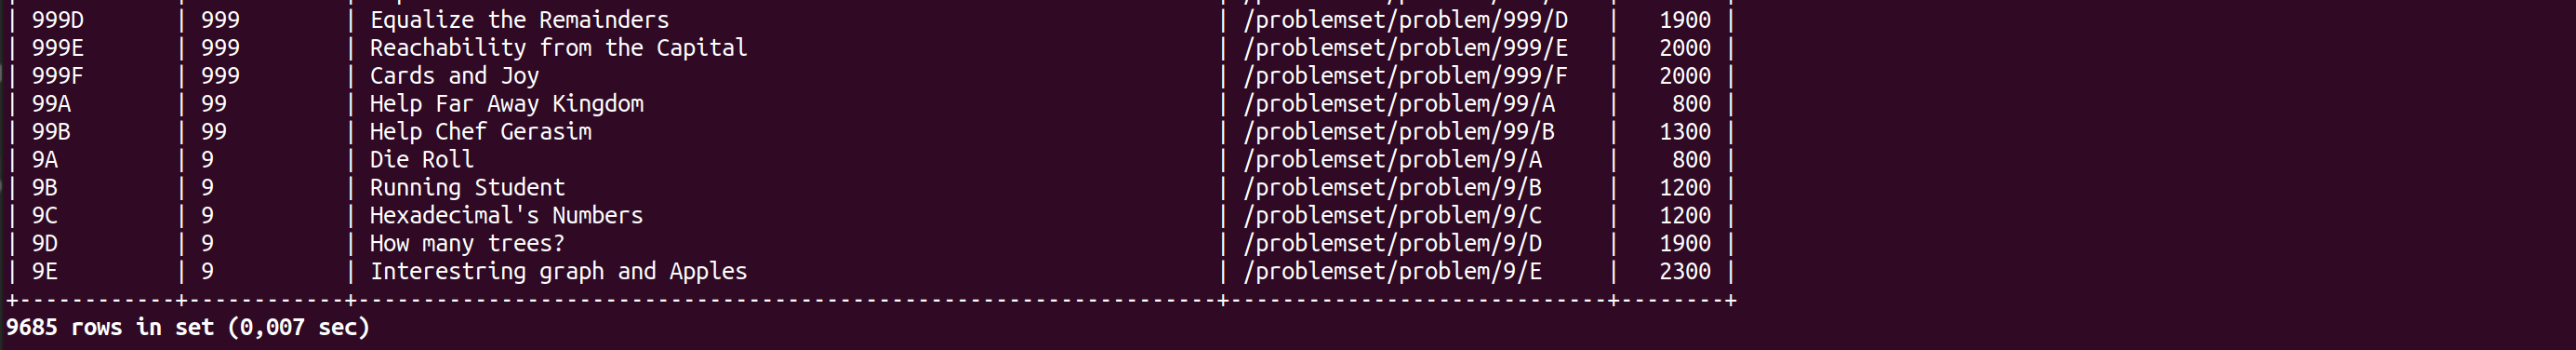 | 999D | 999 | Equalize the Remainders | /problemset/problem/999/D | 1900 |
| 999E | 999 | Reachability from the Capital | /problemset/problem/999/E | 2000 |
| 999F | 999 | Cards and Joy | /problemset/problem/999/F | 2000 |
| 99A | 99 | Help Far Away Kingdom | /problemset/problem/99/A | 800 |
| 99B | 99 | Help Chef Gerasim | /problemset/problem/99/B | 1300 |
| 9A | 9 | Die Roll | /problemset/problem/9/A | 800 |
| 9B | 9 | Running Student | /problemset/problem/9/B | 1200 |
| 9C | 9 | Hexadecimal's Numbers | /problemset/problem/9/C | 1200 |
| 9D | 9 | How many trees? | /problemset/problem/9/D | 1900 |
| 9E | 9 | Interestring graph and Apples | /problemset/problem/9/E | 2300 |
+------------+------------+------------------------------------------------------------------+-----------------------------+--------+
9685 rows in set (0,007 sec)